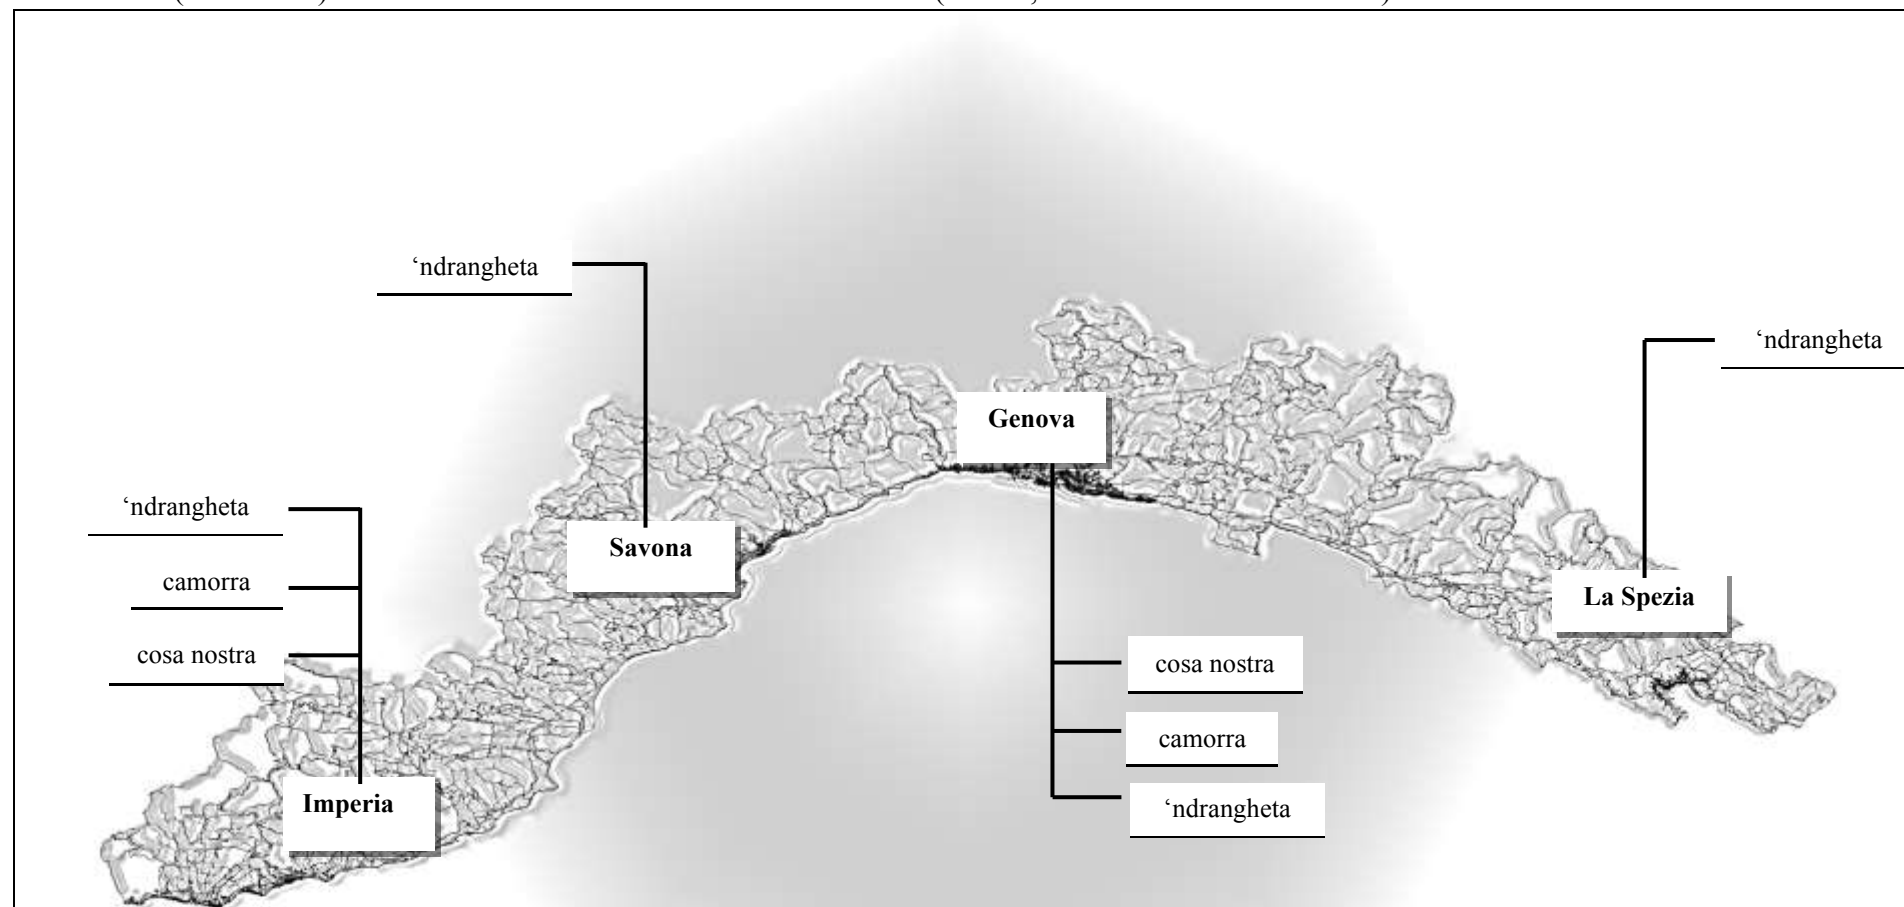 ‘ndrangheta
‘ndrangheta
Genova
‘ndrangheta
camorra
cosa nostra
Savona
La Spezia
cosa nostra
camorra
‘ndrangheta
Imperia